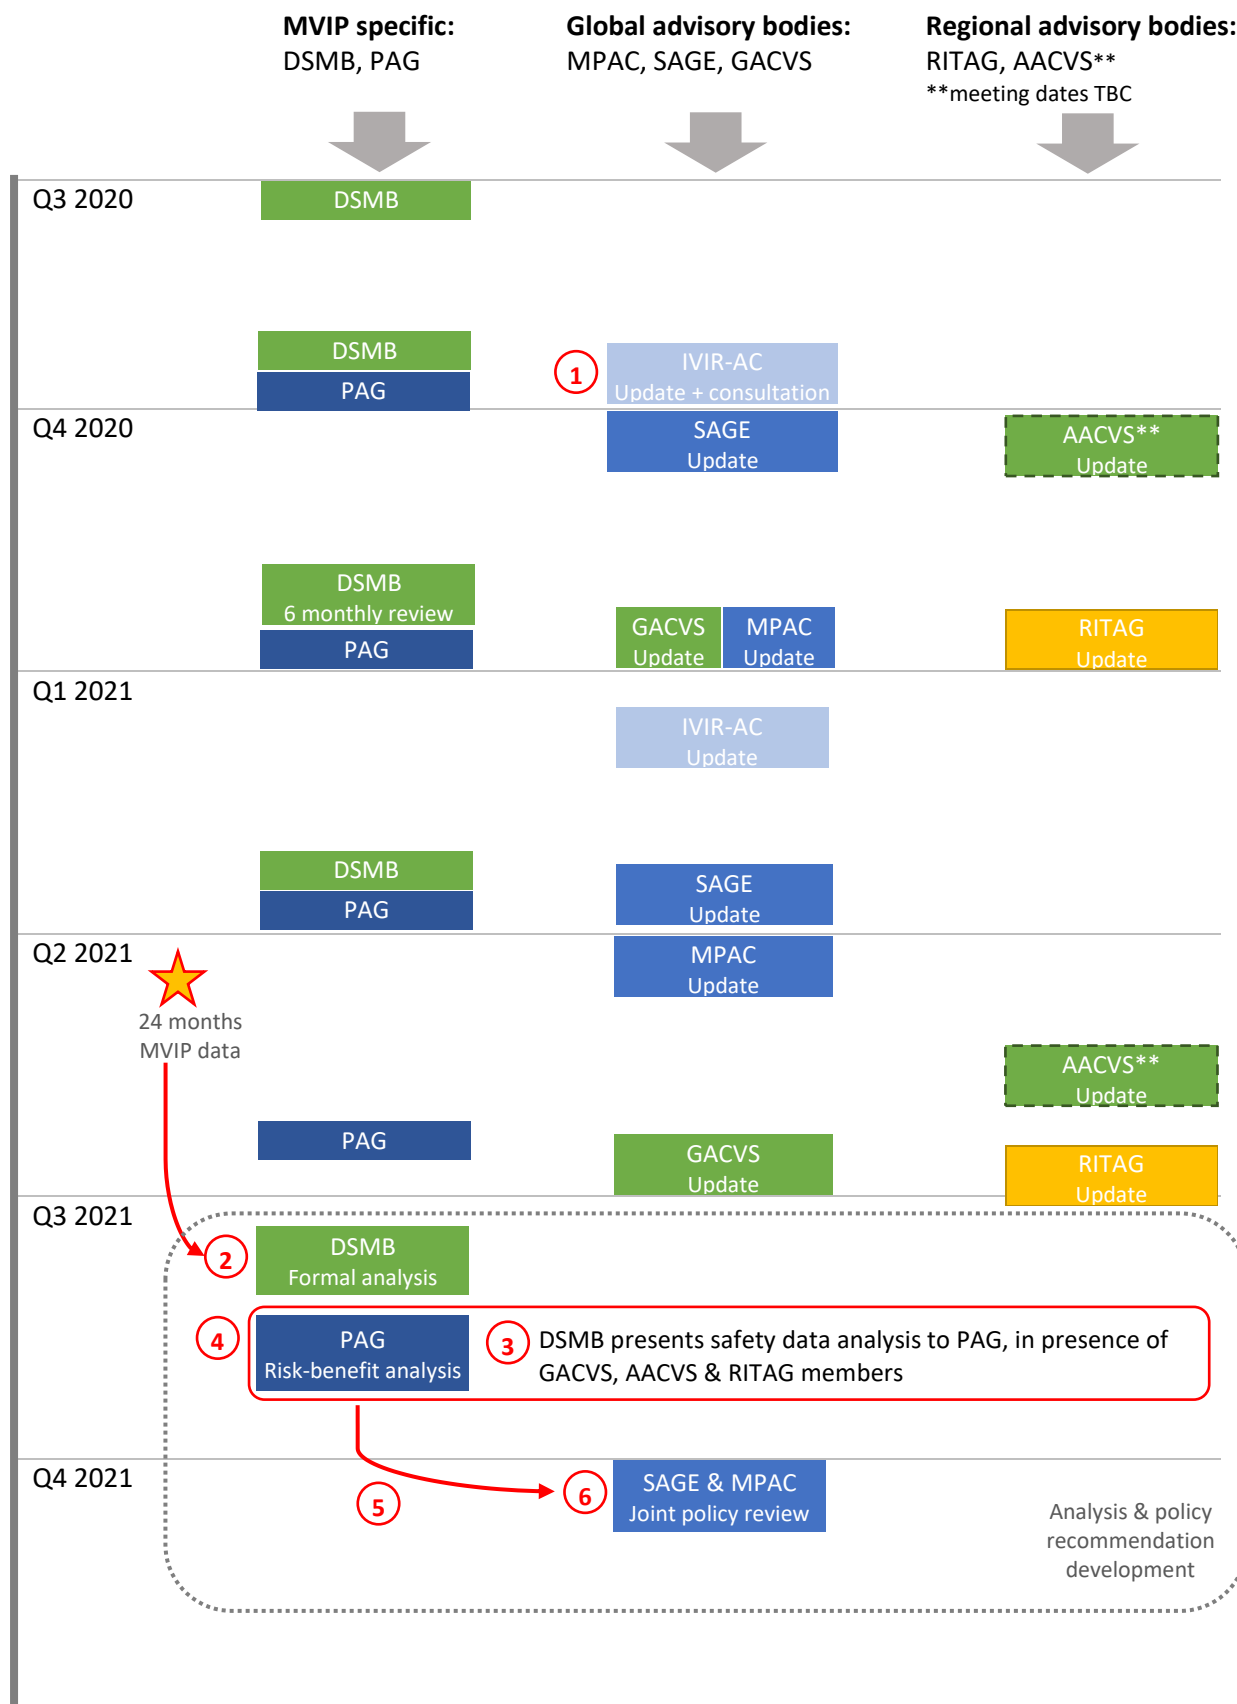 MVIP specific:
DSMB, PAG
Global advisory bodies:
MPAC, SAGE, GACVS
Regional advisory bodies:
RITAG, AACVS**
**meeting dates TBC
Q3 2020
DSMB
DSMB
PAG
1
IVIR-AC
Update + consultation
Q4 2020
SAGE
Update
AACVS**
Update
DSMB
6 monthly review
PAG
GACVS
Update
MPAC
Update
RITAG
Update
Q1 2021
IVIR-AC
Update
DSMB
PAG
SAGE
Update
Q2 2021
MPAC
Update
24 months
MVIP data
AACVS**
Update
PAG
GACVS
Update
RITAG
Update
Q3 2021
2
DSMB
Formal analysis
4
PAG
Risk-benefit analysis
3
DSMB presents safety data analysis to PAG, in presence of
GACVS, AACVS & RITAG members
Q4 2021
5
6
SAGE & MPAC
Joint policy review
Analysis & policy
recommendation
development